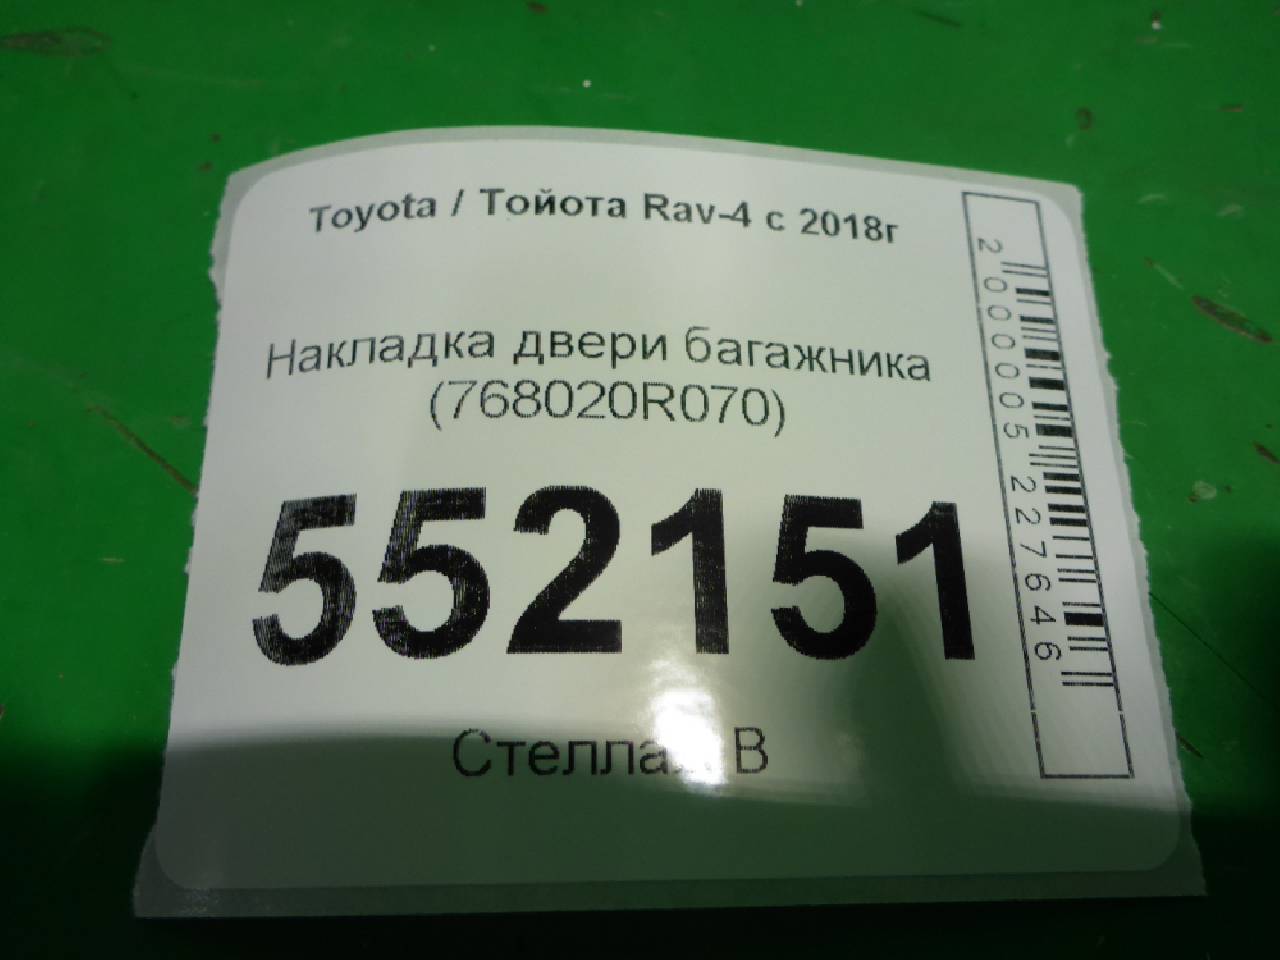 Toyota / Тойота Rav-4 с 2018г
Накладка двери багажника
(768020R070)
552151
В
2000005227646